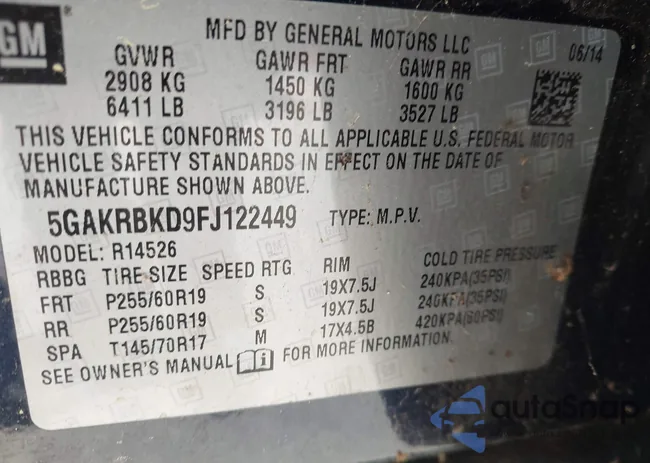 GM
MFD BY GENERAL MOTORS LLC
06/14
GVWR GAWR FRT GAWR RR
2908 KG 1450 KG 1600 KG
6411 LB 3196 LB 3527 LB
THIS VEHICLE CONFORMS TO ALL APPLICABLE U.S. FEDERAL MOTOR
VEHICLE SAFETY STANDARDS IN EFFECT ON THE DATE OF
MANUFACTURE SHOWN ABOVE.
5GAKRBKD9FJ122449 TYPE: M.P.V.
MODEL: R14526
RBBG TIRE SIZE SPEED RTG RIM COLD TIRE PRESSURE
FRT P255/60R19 S 19X7.5J 240KPA(35PSI)
RR P255/60R19 S 19X7.5J 240KPA(35PSI)
SPA T145/70R17 M 17X4.5B 420KPA(60PSI)
SEE OWNER'S MANUAL i FOR MORE INFORMATION.
autoSnap